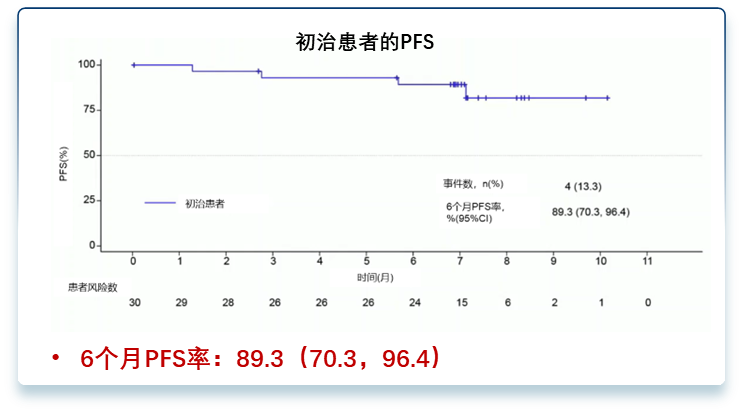 初治患者的PFS
100
75
50
25
0
PFS(%)
事件数，n(%) 4 (13.3)
6个月PFS率，
%(95%CI) 89.3 (70.3, 96.4)
初治患者
0 1 2 3 4 5 6 7 8 9 10 11
时间(月)
患者风险数
30 29 28 26 26 26 24 15 6 2 1 0
• 6个月PFS率：89.3（70.3，96.4）